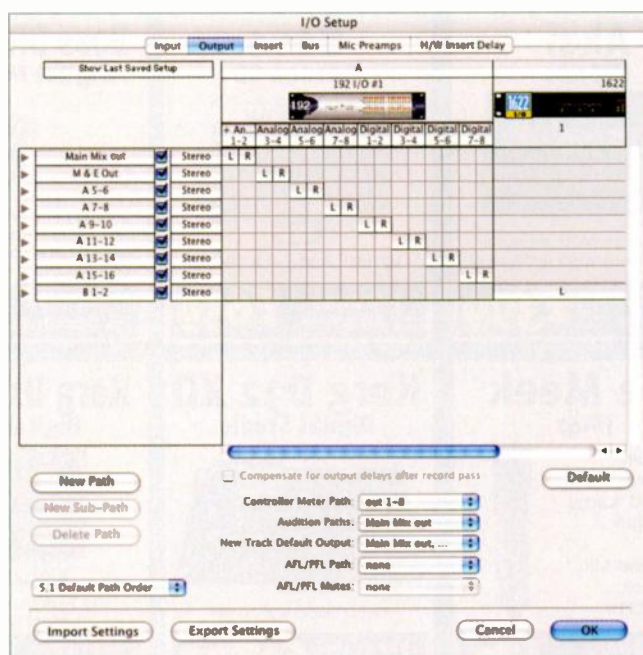 I/O Setup
Input Output Insert Bus Mic Preamps H/W Insert Delay
Show Last Saved Setup
A
192 I/O #1 1622
192 1622
+ An... Analog Analog Analog Digital Digital Digital Digital 1
1-2 3-4 5-6 7-8 1-2 3-4 5-6 7-8
Main Mix out Stereo L R
M & E Out Stereo L R
A 5-6 Stereo L R
A 7-8 Stereo L R
A 9-10 Stereo L R
A 11-12 Stereo L R
A 13-14 Stereo L R
A 15-16 Stereo L R
B 1-2 Stereo L
New Path
Compensate for output delays after record pass
Default
New Sub-Path
Controller Meter Path: out 1-8
Delete Path
Audition Paths: Main Mix out
New Track Default Output: Main Mix out, ...
AFL/PFL Path: none
5.1 Default Path Order
AFL/PFL Mutes: none
Import Settings Export Settings Cancel OK